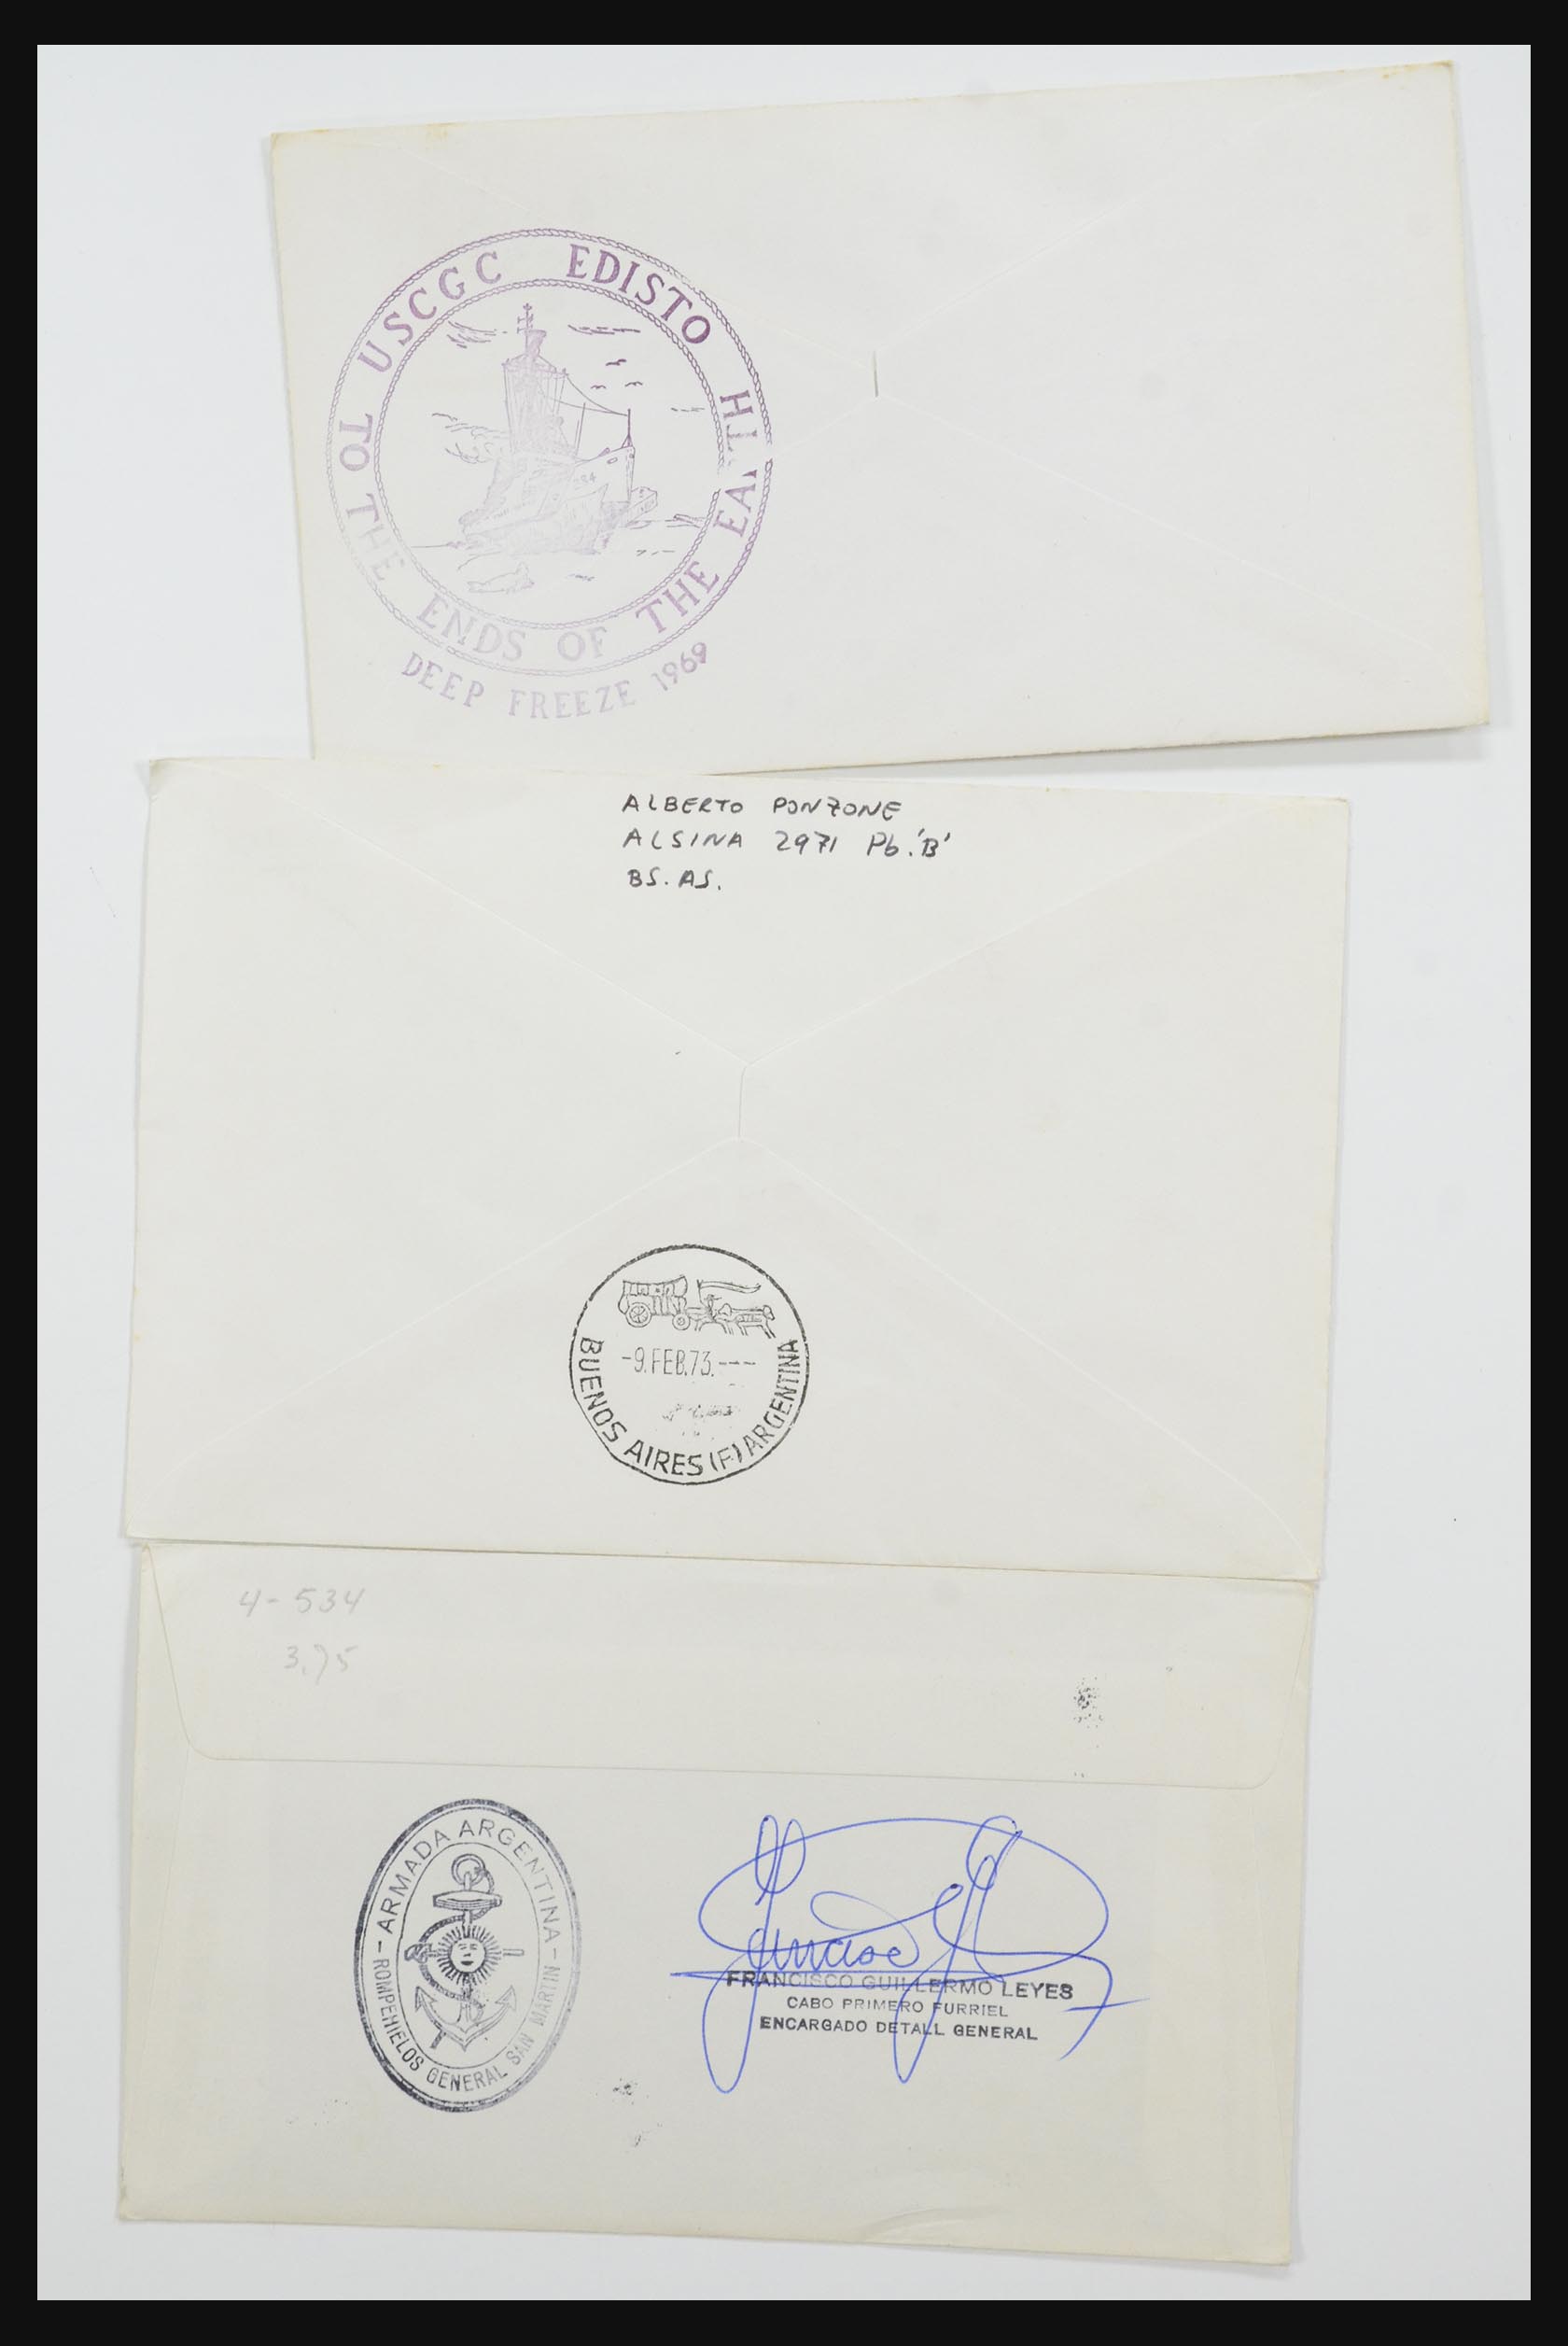 USCGC EDISTO
TO THE ENDS OF THE EA TH
DEEP FREEZE 1969
ALBERTO PONZONE
ALSINA 2971 Pb.'B'
BS. AS.
-9.FEB.73.---
BUENOS AIRES (F) ARGENTINA
4-534
3,75
- ARMADA ARGENTINA -
ROMPEHIELOS GENERAL SAN MARTIN
FRANCISCO GUILLERMO LEYES
CABO PRIMERO FURRIEL
ENCARGADO DETALL GENERAL